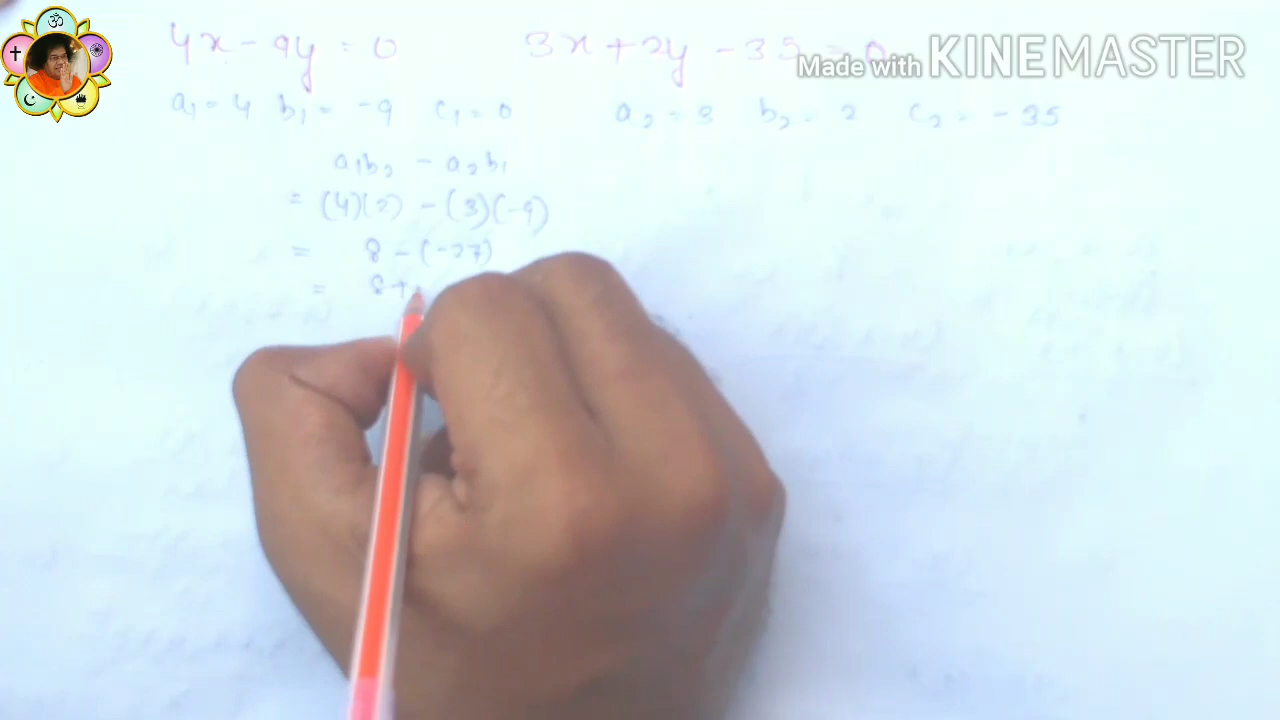 4x - 9y = 0 3x + 2y - 35 = 0
Made with KINEMASTER
a₁ = 4 b₁ = -9 c₁ = 0 a₂ = 3 b₂ = 2 c₂ = -35
a₁b₂ - a₂b₁
= (4)(2) - (3)(-9)
= 8 - (-27)
= 8+